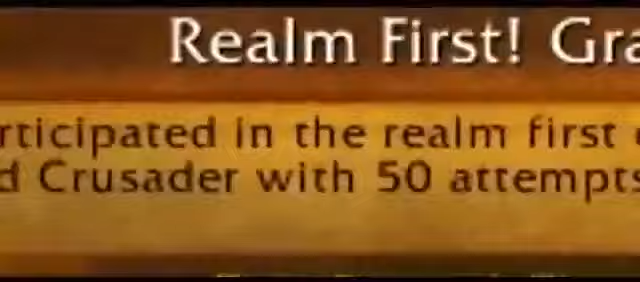 Realm First! Gra
rticipated in the realm first
d Crusader with 50 attempts